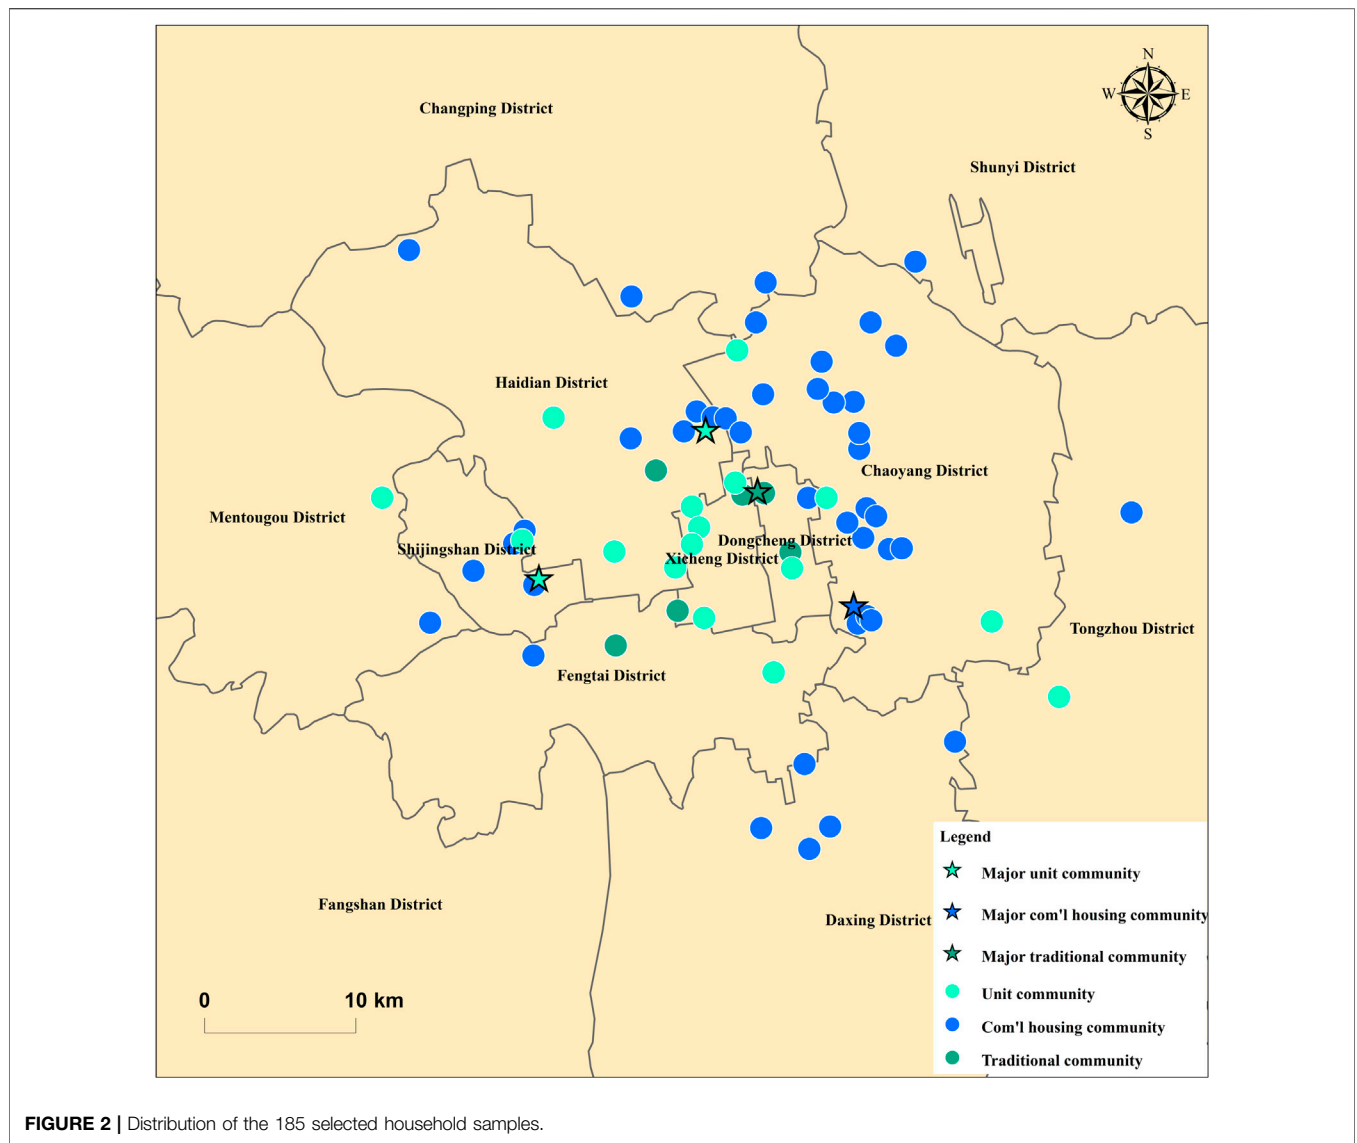 N
W
E
S
Changping District
Shunyi District
Haidian District
Chaoyang District
Mentougou District
Dongcheng District
Shijingshan District
Xicheng District
Tongzhou District
Fengtai District
Legend
Major unit community
Fangshan District
Major com'l housing community
Daxing District
Major traditional community
0 10 km
Unit community
Com'l housing community
Traditional community
FIGURE 2 | Distribution of the 185 selected household samples.